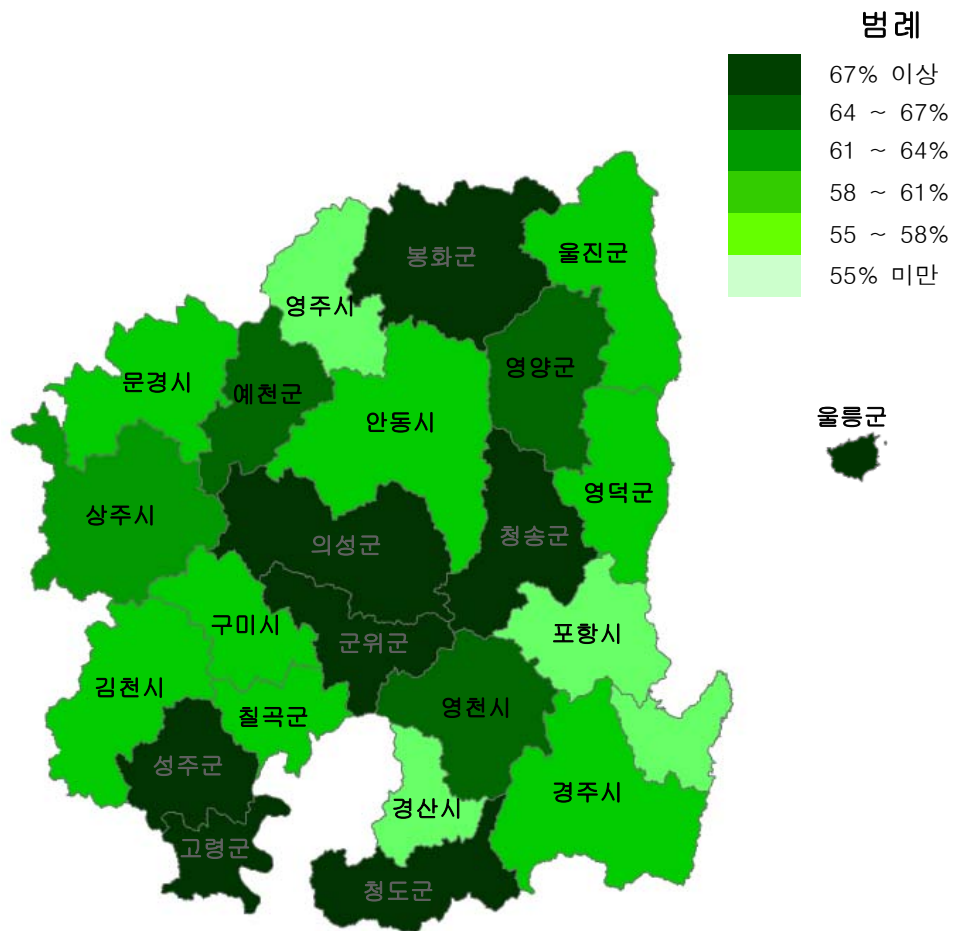 범례
67% 이상
64 ~ 67%
61 ~ 64%
58 ~ 61%
55 ~ 58%
55% 미만
봉화군
울진군
영주시
영양군
문경시
예천군
안동시
울릉군
영덕군
상주시
청송군
의성군
구미시
포항시
군위군
김천시
영천시
칠곡군
성주군
경주시
경산시
고령군
청도군